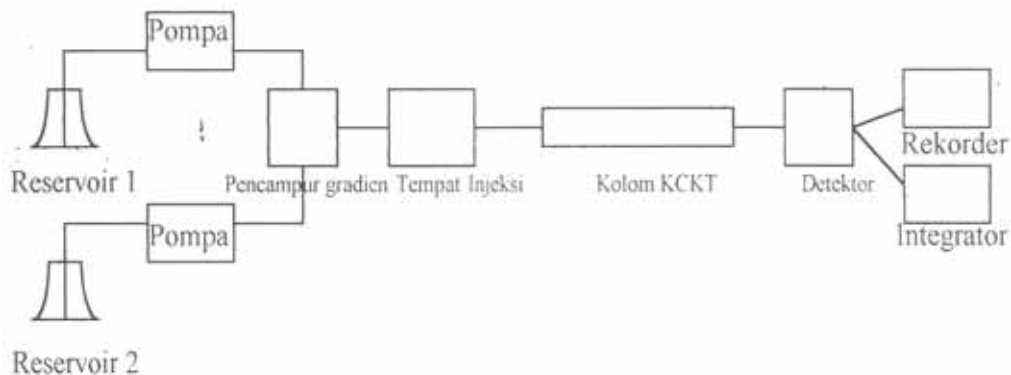 Pompa
Reservoir 1
Pencampur gradien
Tempat Injeksi
Kolom KCKT
Detektor
Rekorder
Integrator
Pompa
Reservoir 2